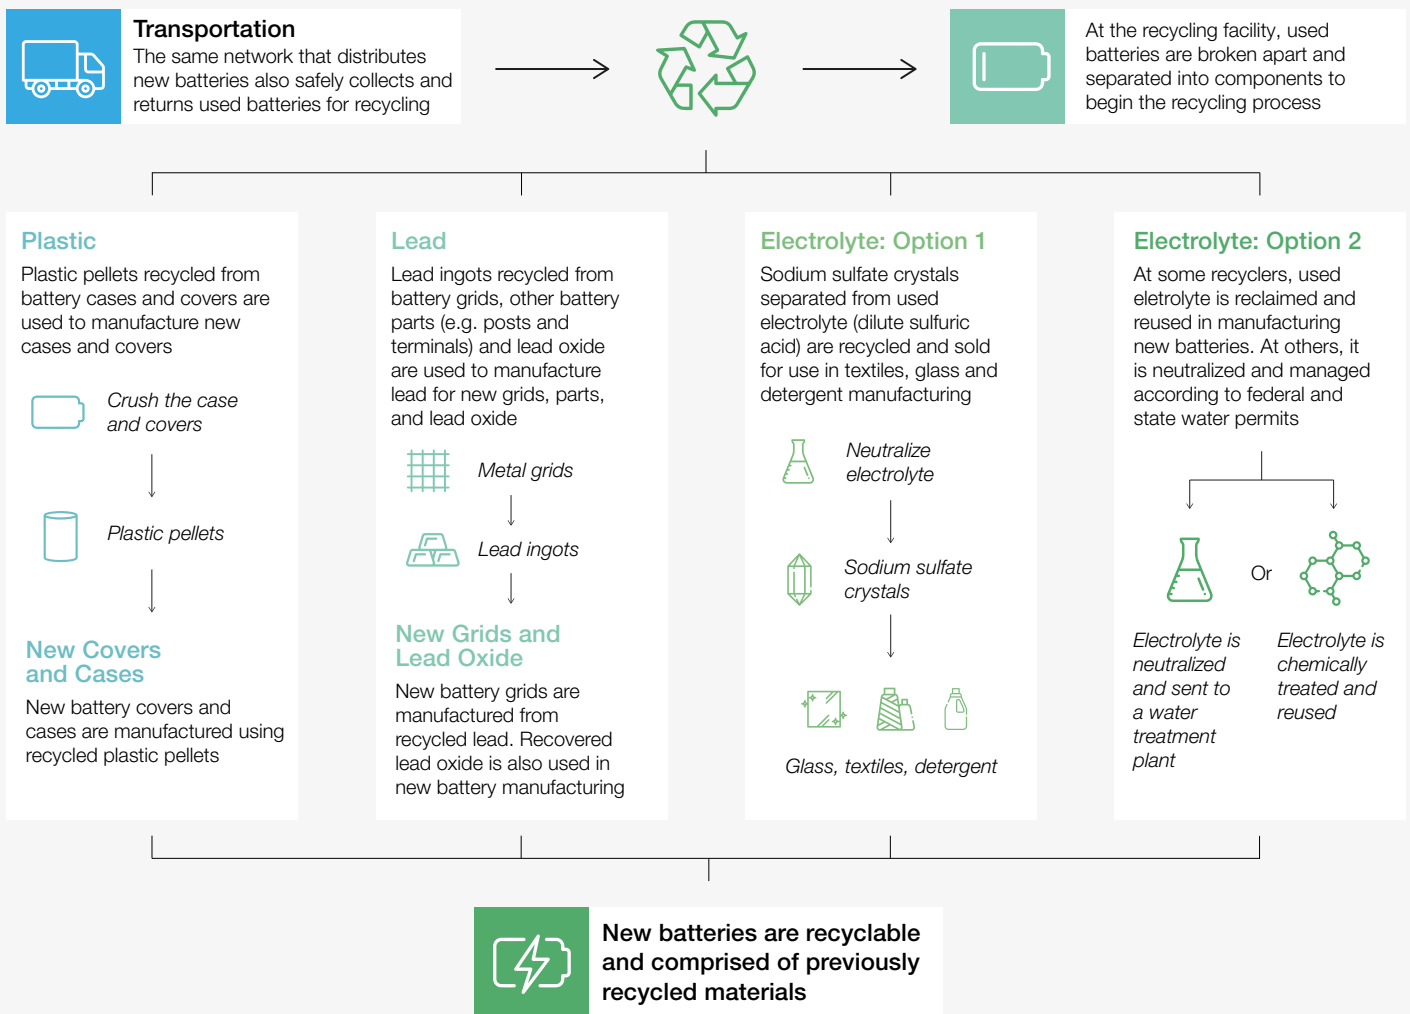 Transportation
The same network that distributes
new batteries also safely collects and
returns used batteries for recycling
At the recycling facility, used
batteries are broken apart and
separated into components to
begin the recycling process
Plastic
Plastic pellets recycled from
battery cases and covers are
used to manufacture new
cases and covers
Crush the case
and covers
Plastic pellets
New Covers
and Cases
New battery covers and
cases are manufactured using
recycled plastic pellets
Lead
Lead ingots recycled from
battery grids, other battery
parts (e.g. posts and
terminals) and lead oxide
are used to manufacture
lead for new grids, parts,
and lead oxide
Metal grids
Lead ingots
New Grids and
Lead Oxide
New battery grids are
manufactured from
recycled lead. Recovered
lead oxide is also used in
new battery manufacturing
Electrolyte: Option 1
Sodium sulfate crystals
separated from used
electrolyte (dilute sulfuric
acid) are recycled and sold
for use in textiles, glass and
detergent manufacturing
Neutralize
electrolyte
Sodium sulfate
crystals
Glass, textiles, detergent
Electrolyte: Option 2
At some recyclers, used
eletrolyte is reclaimed and
reused in manufacturing
new batteries. At others, it
is neutralized and managed
according to federal and
state water permits
Or
Electrolyte is
neutralized
and sent to
a water
treatment
plant
Electrolyte is
chemically
treated and
reused
New batteries are recyclable
and comprised of previously
recycled materials